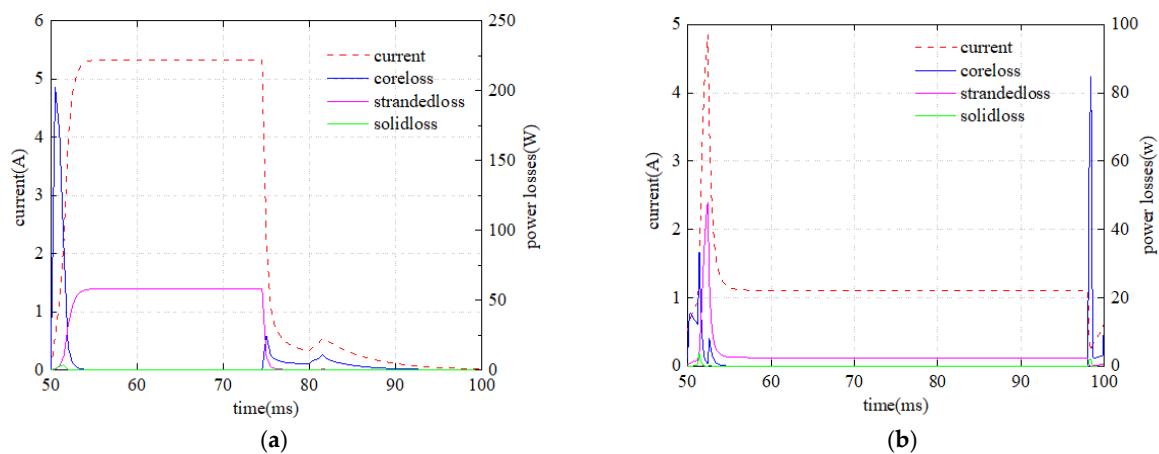 6
5
4
3
2
1
0
250
200
150
100
50
0
50 60 70 80 90 100
current(A)
power losses(W)
time(ms)
current
coreloss
strandedloss
solidloss
(a)
5
4
3
2
1
0
100
80
60
40
20
0
50 60 70 80 90 100
current(A)
power losses(w)
time(ms)
current
coreloss
strandedloss
solidloss
(b)